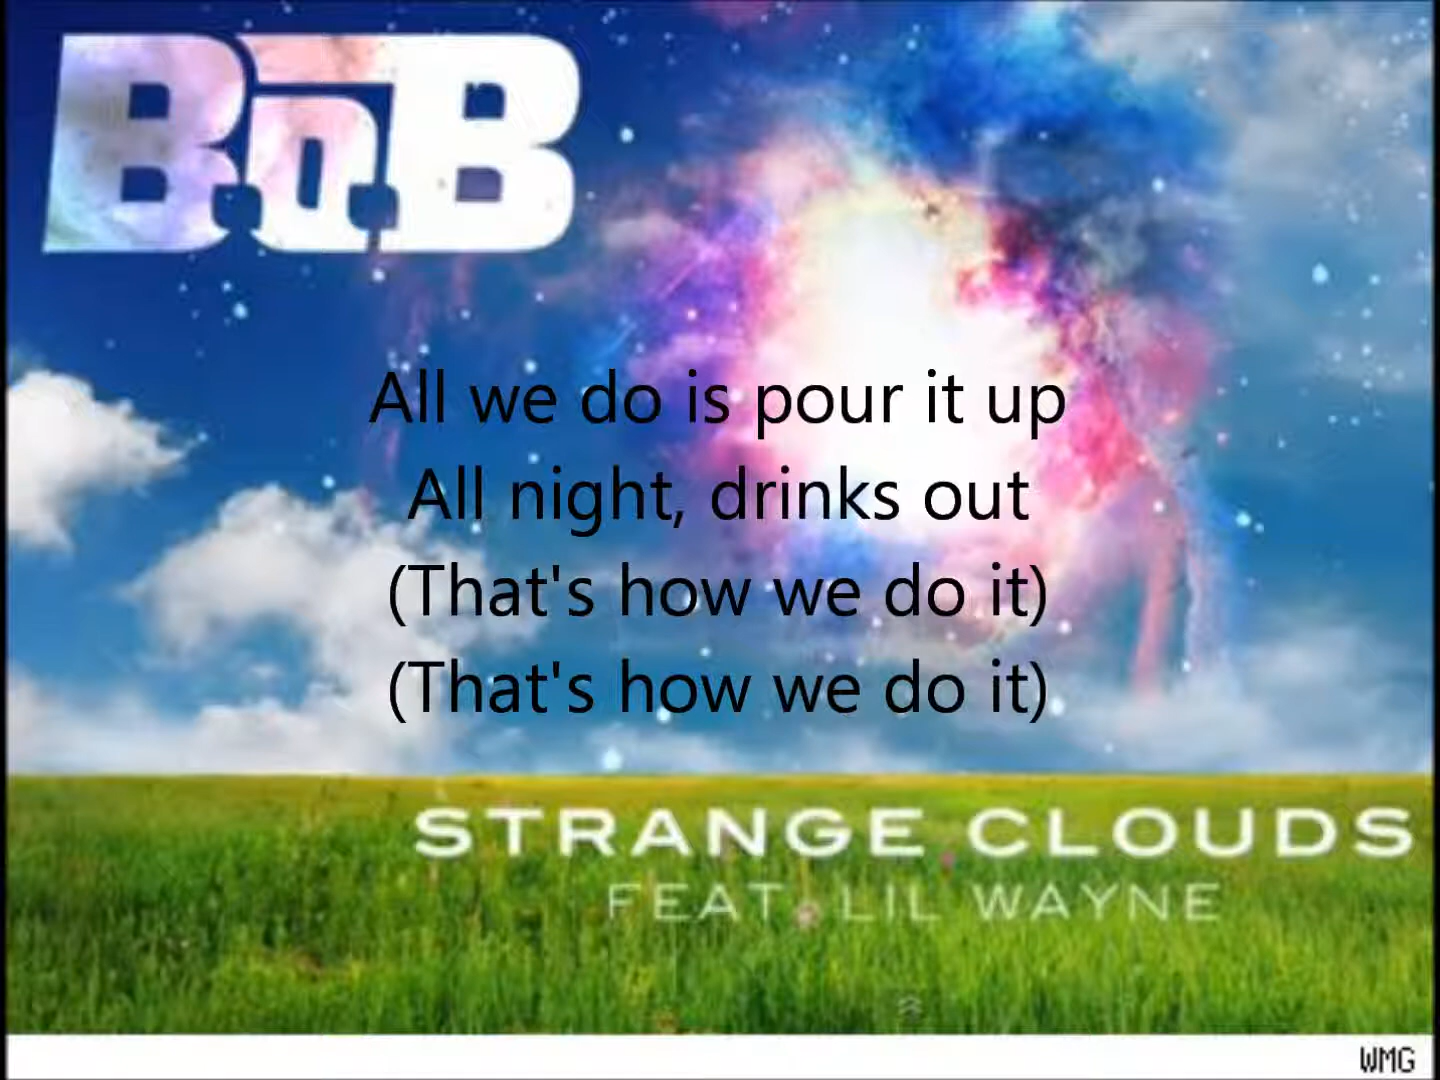 B.o.B
All we do is pour it up
All night, drinks out
(That's how we do it)
(That's how we do it)
STRANGE CLOUDS
FEAT. LIL WAYNE
WMG